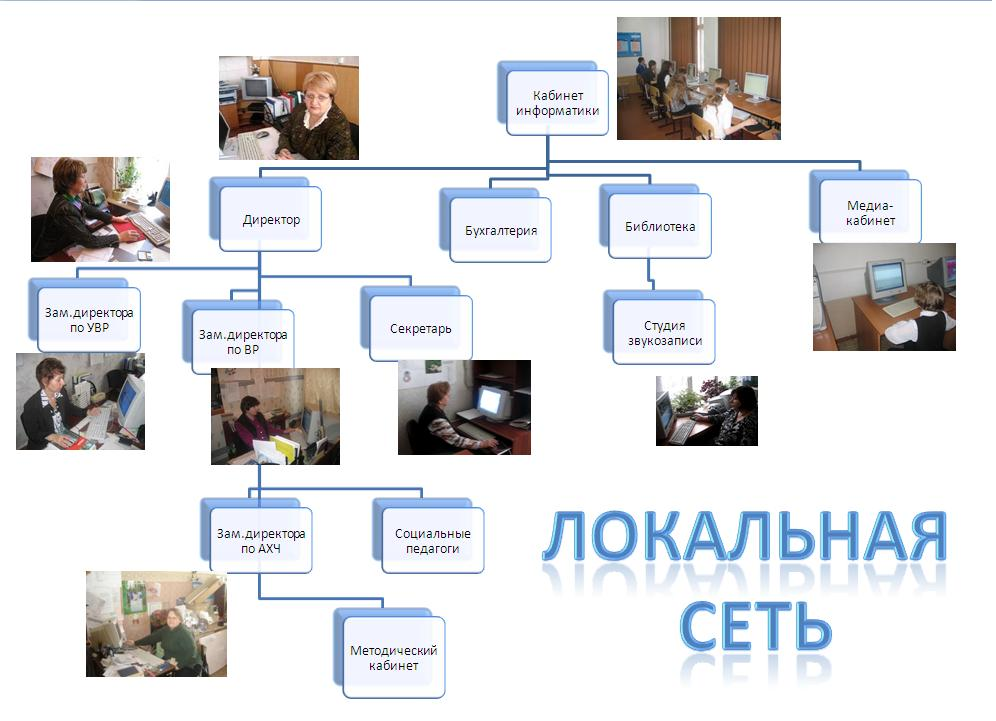 Кабинет
информатики
Директор
Бухгалтерия
Библиотека
Медиа-
кабинет
Зам.директора
по УВР
Зам.директора
по ВР
Секретарь
Студия
звукозаписи
Зам.директора
по АХЧ
Социальные
педагоги
Методический
кабинет
ЛОКАЛЬНАЯ
СЕТЬ